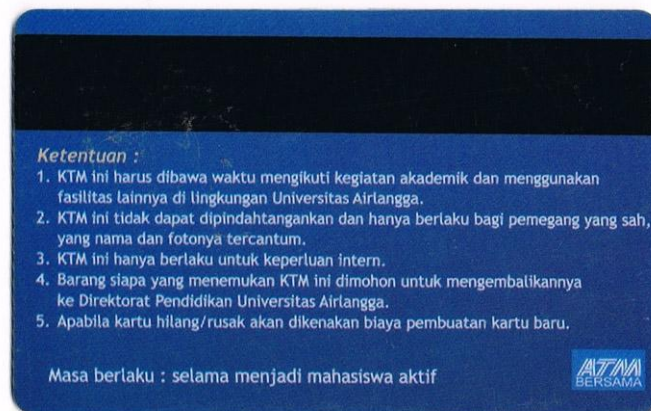 Ketentuan :
1. KTM ini harus dibawa waktu mengikuti kegiatan akademik dan menggunakan
fasilitas lainnya di lingkungan Universitas Airlangga.
2. KTM ini tidak dapat dipindahtangankan dan hanya berlaku bagi pemegang yang sah,
yang nama dan fotonya tercantum.
3. KTM ini hanya berlaku untuk keperluan intern.
4. Barang siapa yang menemukan KTM ini dimohon untuk mengembalikannya
ke Direktorat Pendidikan Universitas Airlangga.
5. Apabila kartu hilang/rusak akan dikenakan biaya pembuatan kartu baru.
Masa berlaku : selama menjadi mahasiswa aktif
ATM
BERSAMA